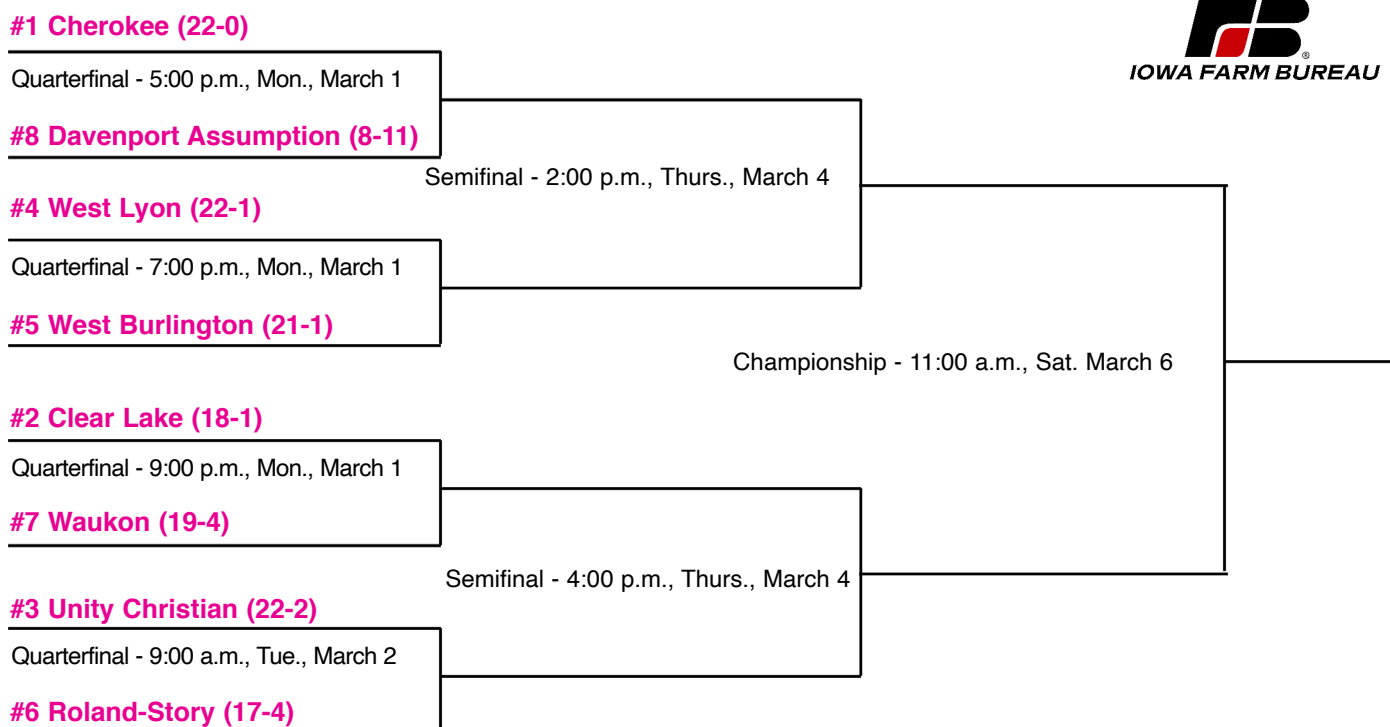 #1 Cherokee (22-0)
IOWA FARM BUREAU
®
Quarterfinal - 5:00 p.m., Mon., March 1
#8 Davenport Assumption (8-11)
Semifinal - 2:00 p.m., Thurs., March 4
#4 West Lyon (22-1)
Quarterfinal - 7:00 p.m., Mon., March 1
#5 West Burlington (21-1)
Championship - 11:00 a.m., Sat. March 6
#2 Clear Lake (18-1)
Quarterfinal - 9:00 p.m., Mon., March 1
#7 Waukon (19-4)
Semifinal - 4:00 p.m., Thurs., March 4
#3 Unity Christian (22-2)
Quarterfinal - 9:00 a.m., Tue., March 2
#6 Roland-Story (17-4)